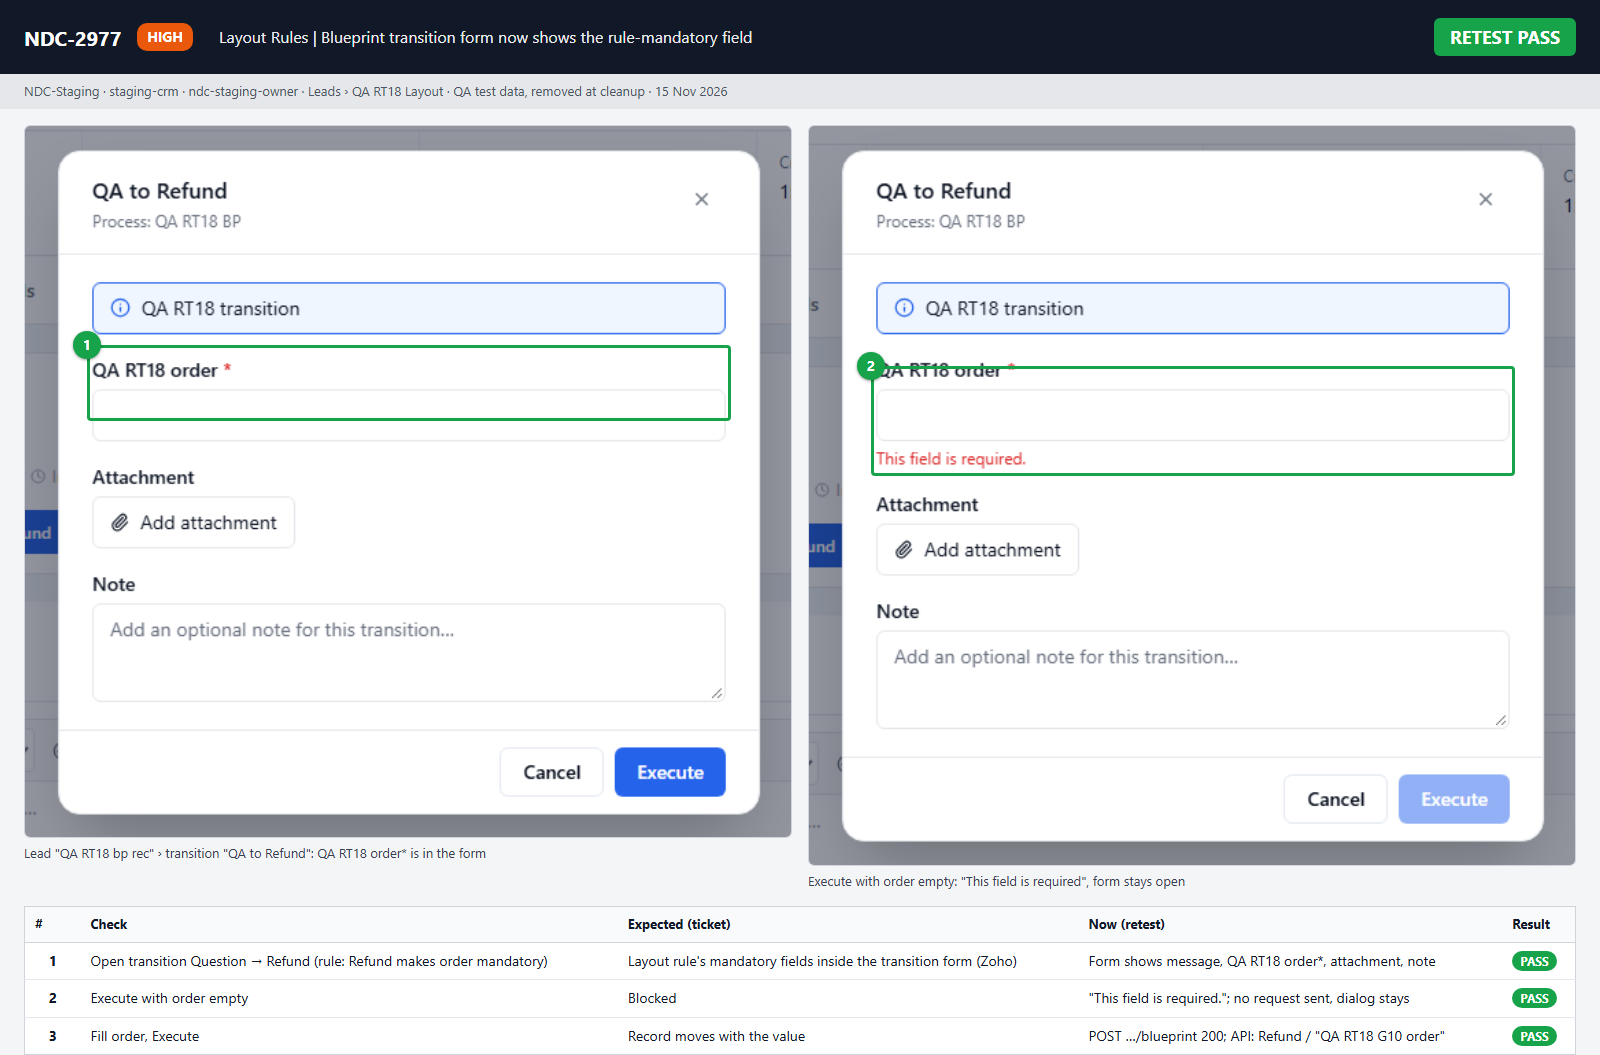 NDC-2977 HIGH Layout Rules | Blueprint transition form now shows the rule-mandatory field RETEST PASS
NDC-Staging · staging-crm · ndc-staging-owner · Leads › QA RT18 Layout · QA test data, removed at cleanup · 15 Nov 2026
QA to Refund
Process: QA RT18 BP
QA RT18 transition
1
QA RT18 order *
Attachment
Add attachment
Note
Add an optional note for this transition...
Cancel Execute
Lead "QA RT18 bp rec" › transition "QA to Refund": QA RT18 order* is in the form
QA to Refund
Process: QA RT18 BP
QA RT18 transition
2
QA RT18 order *
This field is required.
Attachment
Add attachment
Note
Add an optional note for this transition...
Cancel Execute
Execute with order empty: "This field is required", form stays open
# Check Expected (ticket) Now (retest) Result
1 Open transition Question → Refund (rule: Refund makes order mandatory) Layout rule's mandatory fields inside the transition form (Zoho) Form shows message, QA RT18 order*, attachment, note PASS
2 Execute with order empty Blocked "This field is required."; no request sent, dialog stays PASS
3 Fill order, Execute Record moves with the value POST .../blueprint 200; API: Refund / "QA RT18 G10 order" PASS